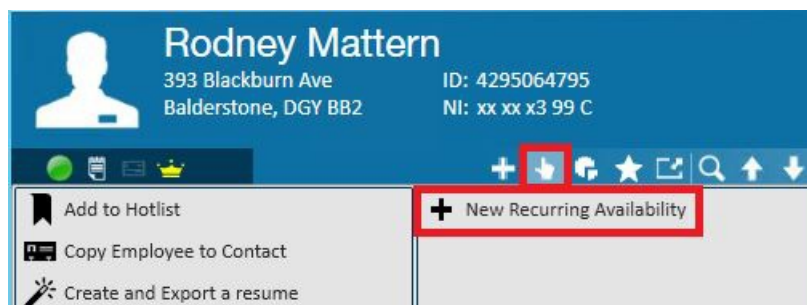 Rodney Mattern
393 Blackburn Ave ID: 4295064795
Balderstone, DGY BB2 NI: xx xx x3 99 C
Add to Hotlist New Recurring Availability
Copy Employee to Contact
Create and Export a resume